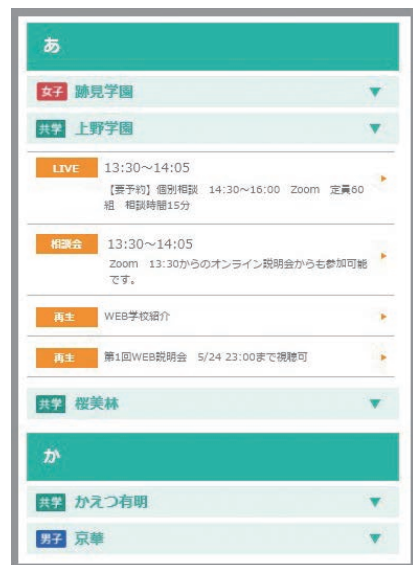 あ
女子 跡見学園 ▼
共学 上野学園 ▼
LIVE 13:30～14:05
【要予約】個別相談 14:30～16:00 Zoom 定員60
組 相談時間15分
相談会 13:30～14:05
Zoom 13:30からのオンライン説明会からも参加可能
です。
再生 WEB学校紹介
再生 第1回WEB説明会 5/24 23:00まで視聴可
共学 桜美林 ▼
か
共学 かえつ有明 ▼
男子 京華 ▼